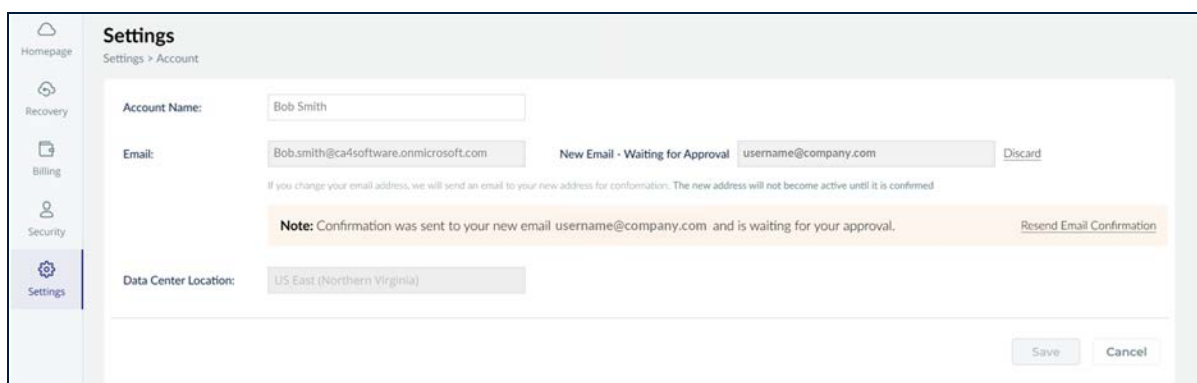 Settings
Settings > Account
Homepage
Recovery
Billing
Security
Settings
Account Name: Bob Smith
Email: Bob.smith@ca4software.onmicrosoft.com New Email - Waiting for Approval username@company.com Discard
If you change your email address, we will send an email to your new address for conformation. The new address will not become active until it is confirmed
Note: Confirmation was sent to your new email username@company.com and is waiting for your approval. Resend Email Confirmation
Data Center Location: US East (Northern Virginia)
Save Cancel